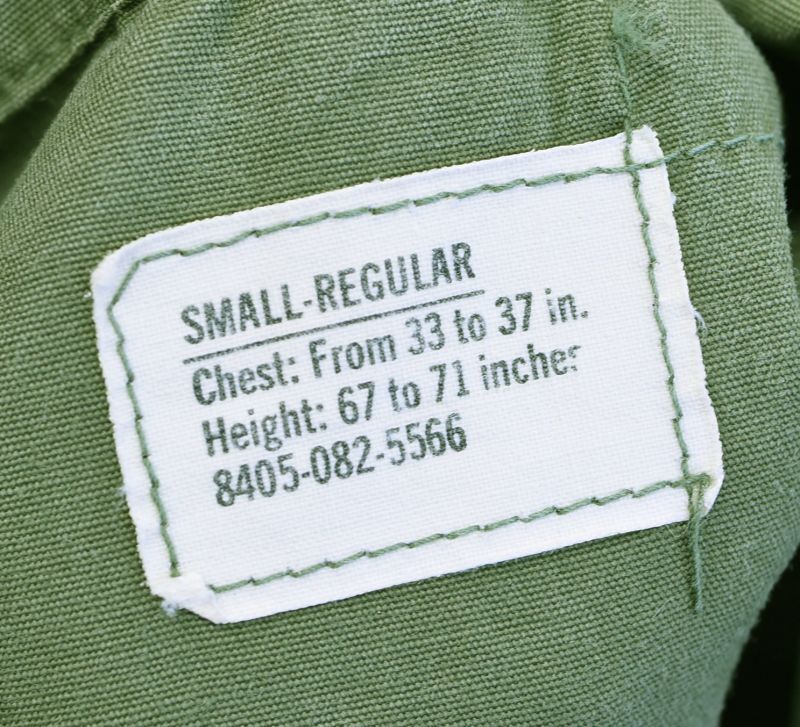 SMALL-REGULAR
Chest: From 33 to 37 in.
Height: 67 to 71 inches
8405-082-5566